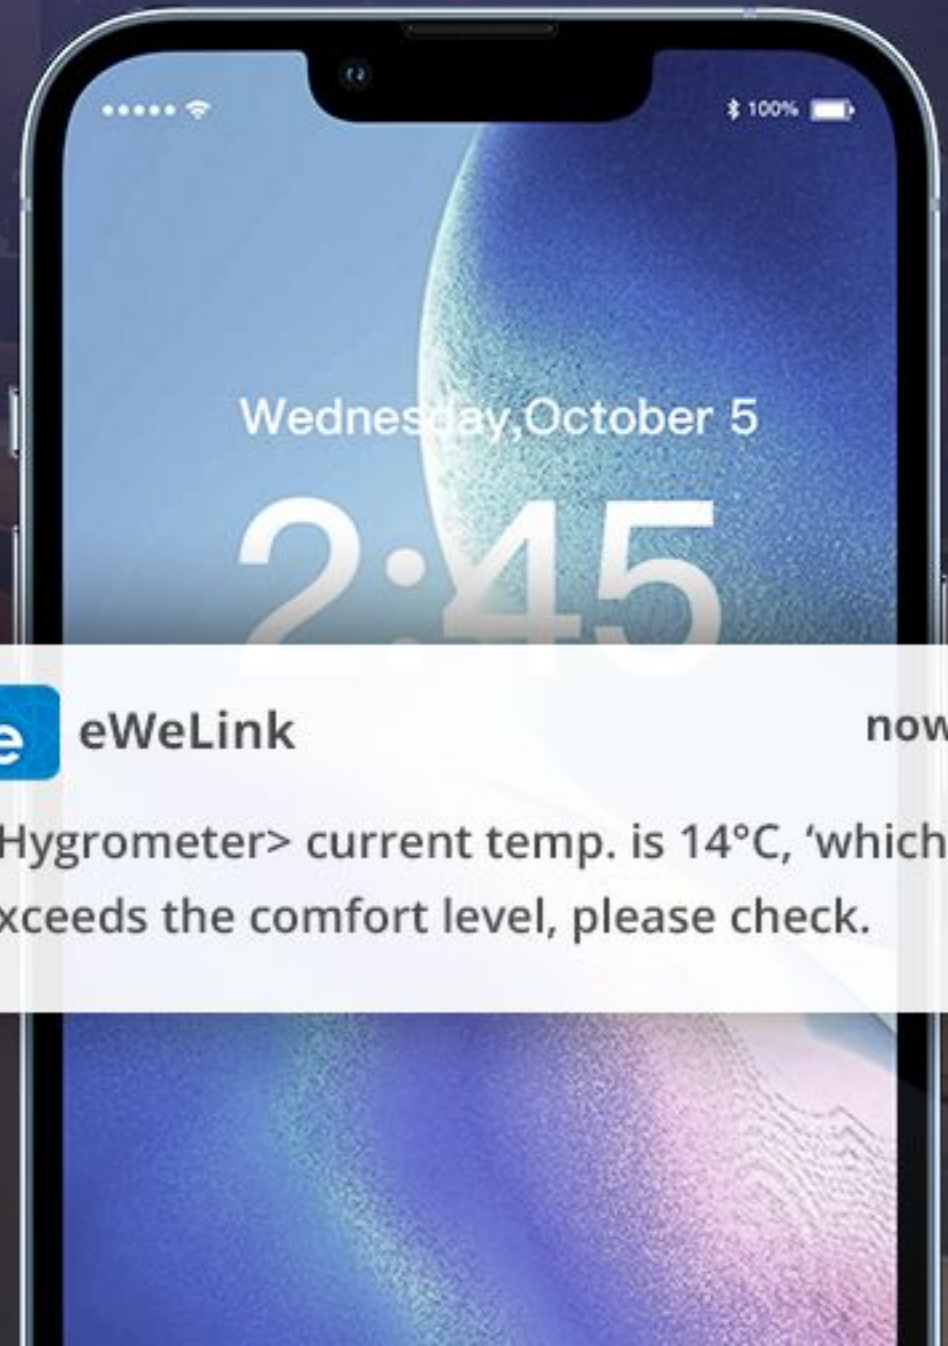 100%
Wednesday,October 5
2:45
e
eWeLink
now
Hygrometer> current temp. is 14°C, ‘which
xceeds the comfort level, please check.